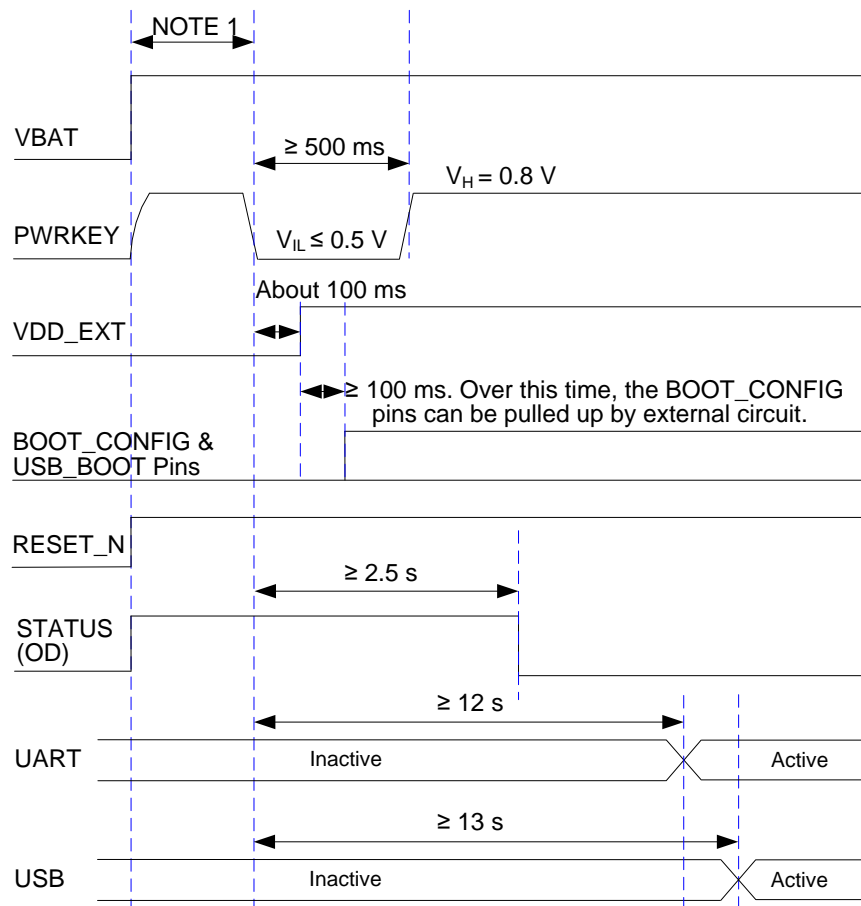 NOTE 1
VBAT
≥ 500 ms
V_H = 0.8 V
PWRKEY
V_IL ≤ 0.5 V
About 100 ms
VDD_EXT
≥ 100 ms. Over this time, the BOOT_CONFIG
pins can be pulled up by external circuit.
BOOT_CONFIG &
USB_BOOT Pins
RESET_N
≥ 2.5 s
STATUS
(OD)
≥ 12 s
UART
Inactive
Active
≥ 13 s
USB
Inactive
Active